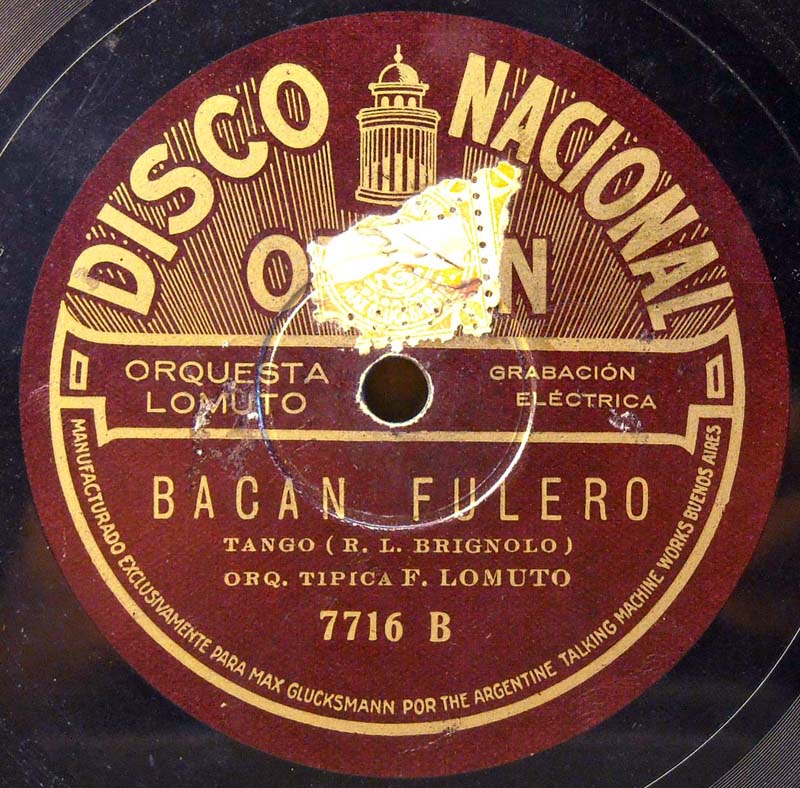 DISCO NACIONAL
ORQUESTA LOMUTO
GRABACIÓN ELÉCTRICA
BACAN FULERO
TANGO (R. L. BRIGNOLO)
ORQ. TIPICA F. LOMUTO
7716 B
MANUFACTURADO EXCLUSIVAMENTE PARA MAX GLUCKSMANN POR THE ARGENTINE TALKING MACHINE WORKS BUENOS AIRES